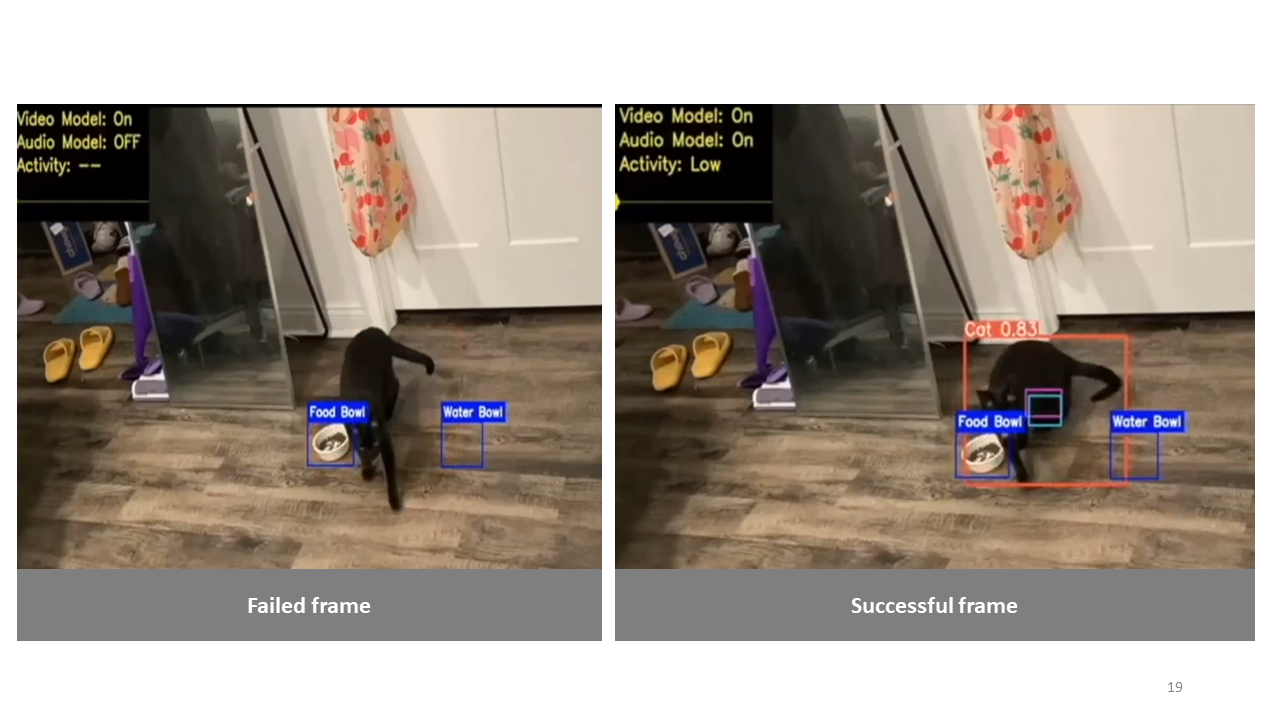 Video Model: On
Audio Model: OFF
Activity: --
Food Bowl
Water Bowl
Failed frame
Video Model: On
Audio Model: On
Activity: Low
Cat 0.83
Food Bowl
Water Bowl
Successful frame
19